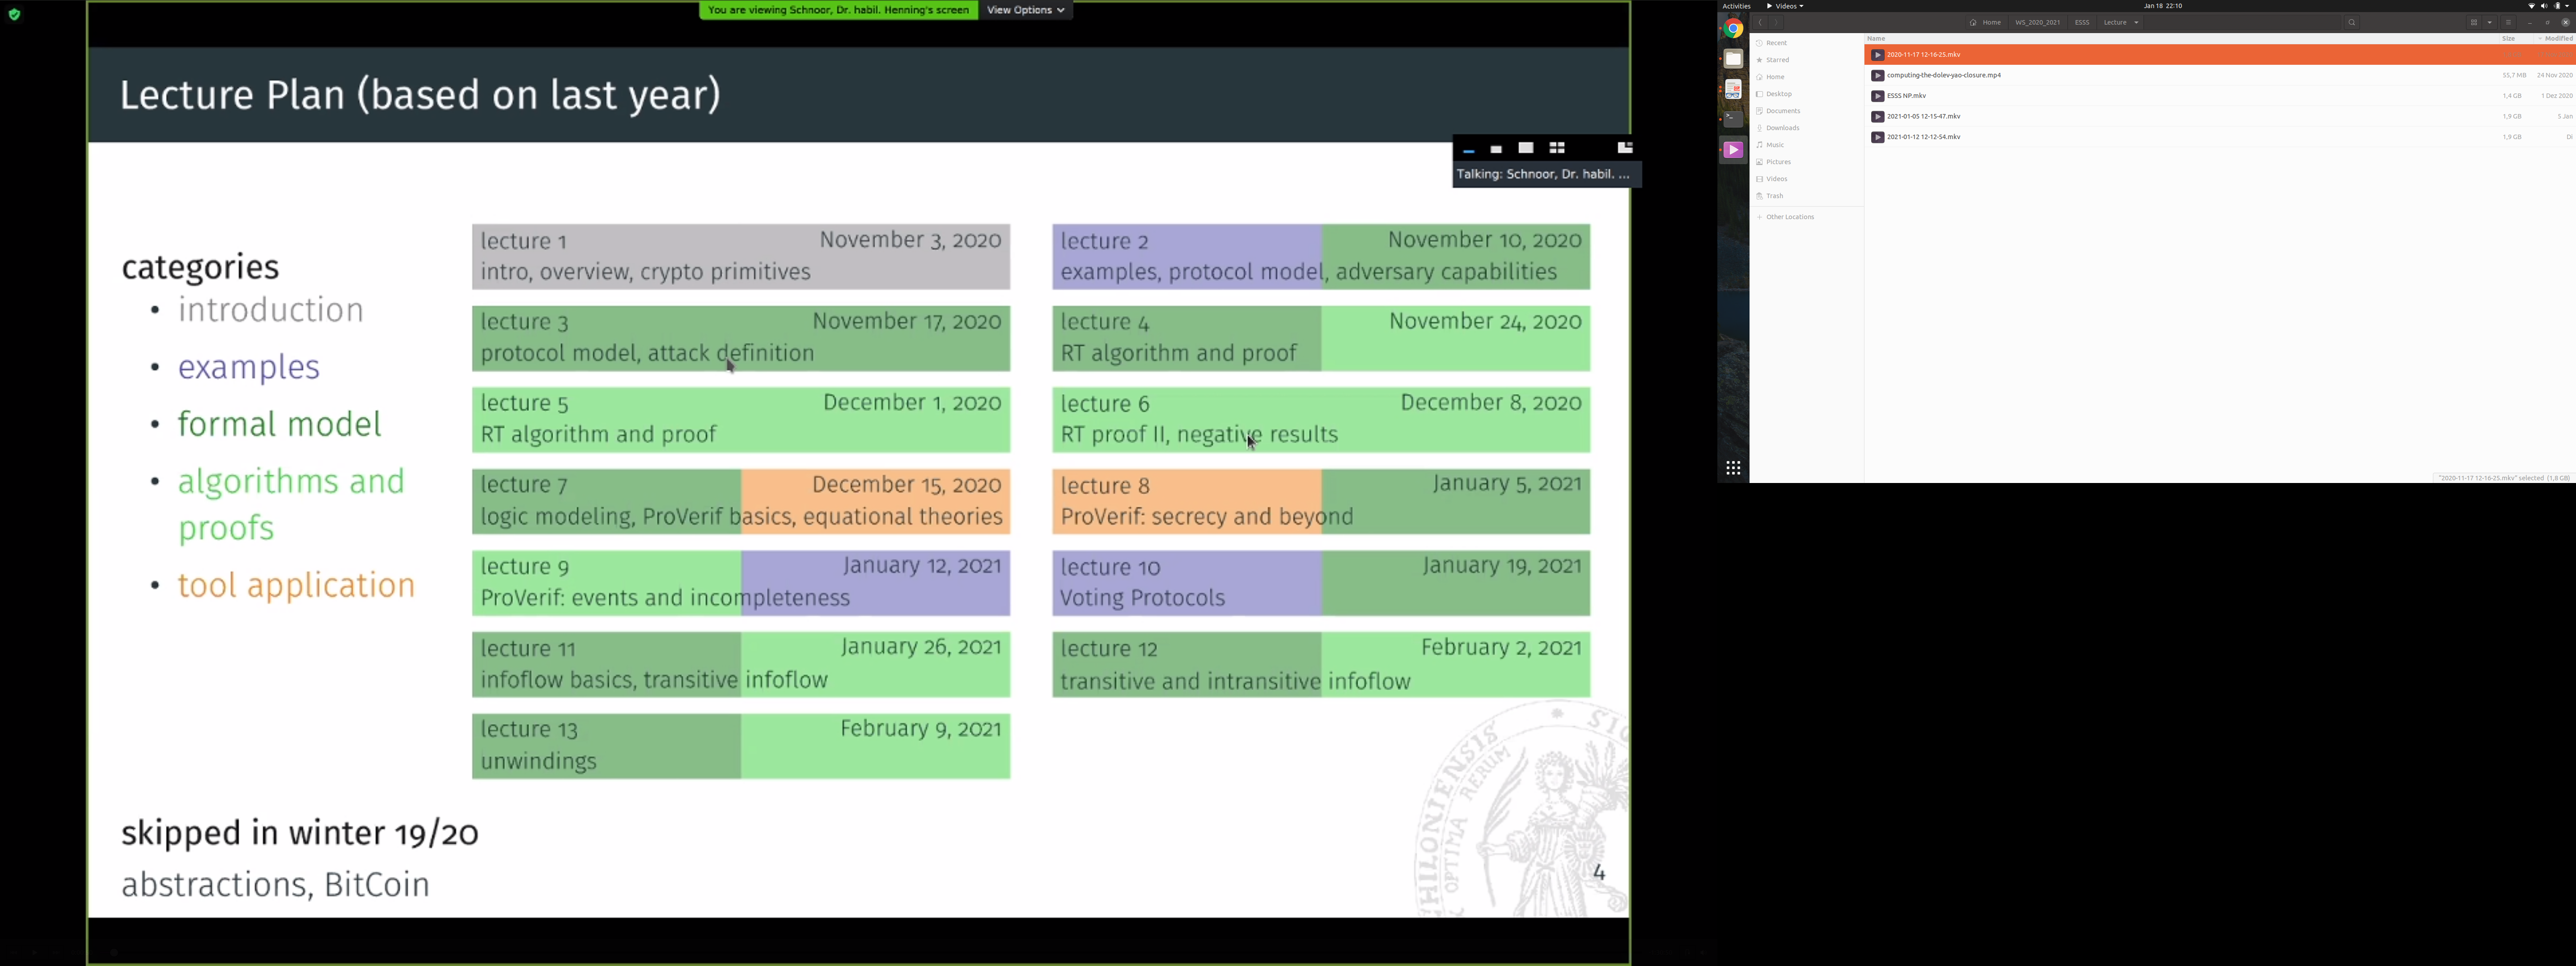 You are viewing Schnoor, Dr. habil. Henning's screen
View Options
Lecture Plan (based on last year)
Talking: Schnoor, Dr. habil. ...
categories
• introduction
• examples
• formal model
• algorithms and
proofs
• tool application
lecture 1 November 3, 2020
intro, overview, crypto primitives
lecture 2 November 10, 2020
examples, protocol model, adversary capabilities
lecture 3 November 17, 2020
protocol model, attack definition
lecture 4 November 24, 2020
RT algorithm and proof
lecture 5 December 1, 2020
RT algorithm and proof
lecture 6 December 8, 2020
RT proof II, negative results
lecture 7 December 15, 2020
logic modeling, ProVerif basics, equational theories
lecture 8 January 5, 2021
ProVerif: secrecy and beyond
lecture 9 January 12, 2021
ProVerif: events and incompleteness
lecture 10 January 19, 2021
Voting Protocols
lecture 11 January 26, 2021
infoflow basics, transitive infoflow
lecture 12 February 2, 2021
transitive and intransitive infoflow
lecture 13 February 9, 2021
unwindings
skipped in winter 19/20
abstractions, BitCoin
4
Activities Videos Jan 18 22:10
Home WS_2020_2021 ESSS Lecture
Recent
Starred
Home
Desktop
Documents
Downloads
Music
Pictures
Videos
Trash
+ Other Locations
Name Size Modified
2020-11-17 12-16-25.mkv
computing-the-dolev-yao-closure.mp4 55,7 MB 24 Nov 2020
ESSS NP.mkv 1,4 GB 1 Dez 2020
2021-01-05 12-15-47.mkv 1,9 GB 5 Jan
2021-01-12 12-12-54.mkv 1,9 GB Di
"2020-11-17 12-16-25.mkv" selected (1,8 GB)